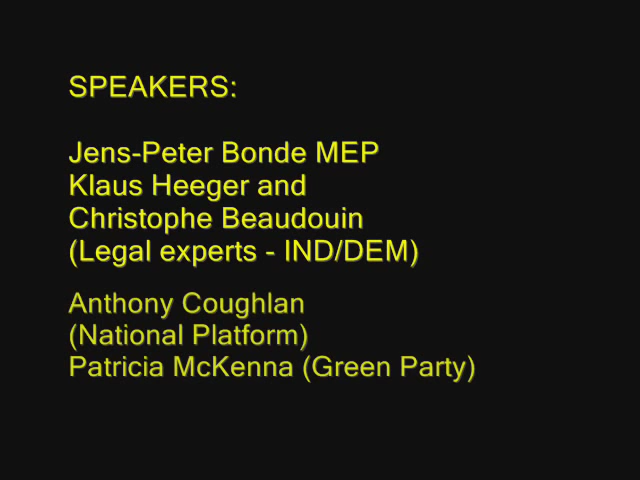 SPEAKERS:
Jens-Peter Bonde MEP
Klaus Heeger and
Christophe Beaudouin
(Legal experts - IND/DEM)
Anthony Coughlan
(National Platform)
Patricia McKenna (Green Party)